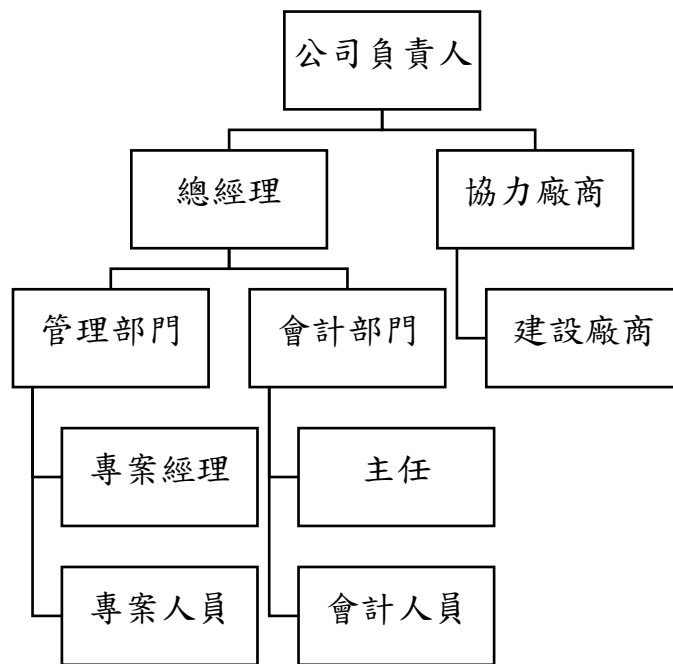 公司負責人
總經理
協力廠商
管理部門
會計部門
建設廠商
專案經理
主任
專案人員
會計人員